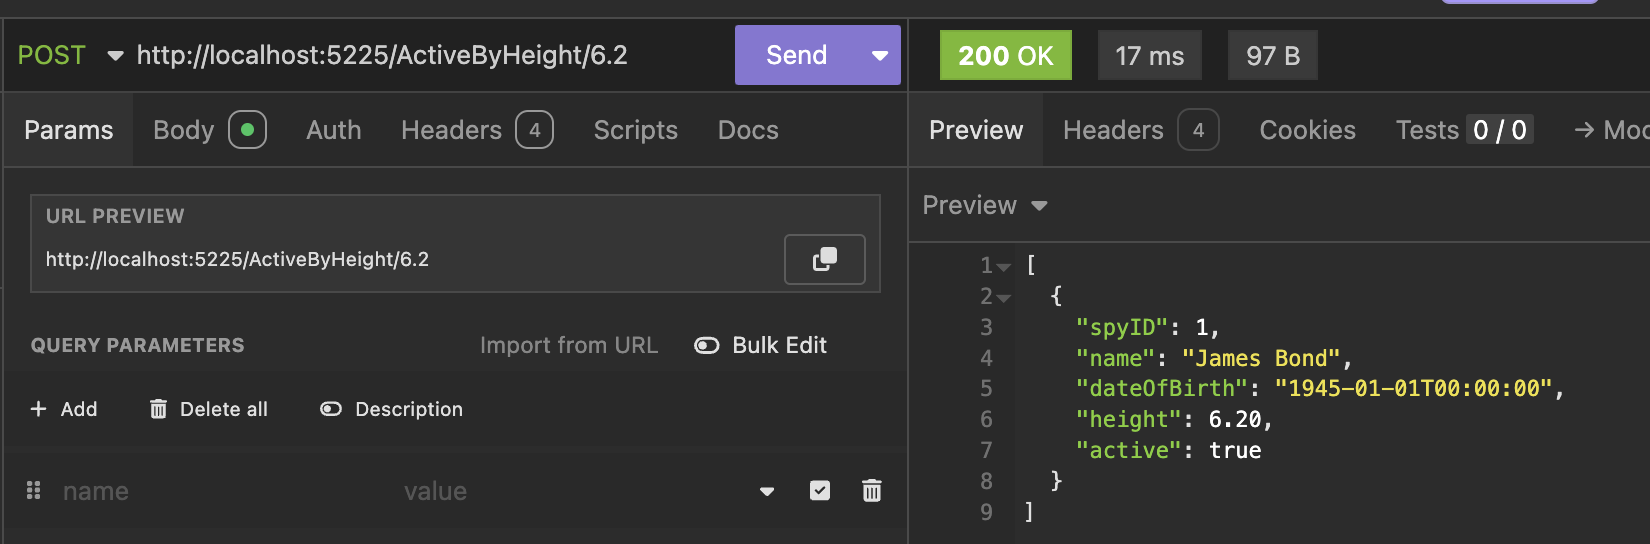 POST http://localhost:5225/ActiveByHeight/6.2 Send
Params Body Auth Headers 4 Scripts Docs
URL PREVIEW
http://localhost:5225/ActiveByHeight/6.2
QUERY PARAMETERS Import from URL Bulk Edit
+ Add Delete all Description
name value
200 OK 17 ms 97 B
Preview Headers 4 Cookies Tests 0 / 0 →
Preview
1 [
2 {
3 "spyID": 1,
4 "name": "James Bond",
5 "dateOfBirth": "1945-01-01T00:00:00",
6 "height": 6.20,
7 "active": true
8 }
9 ]